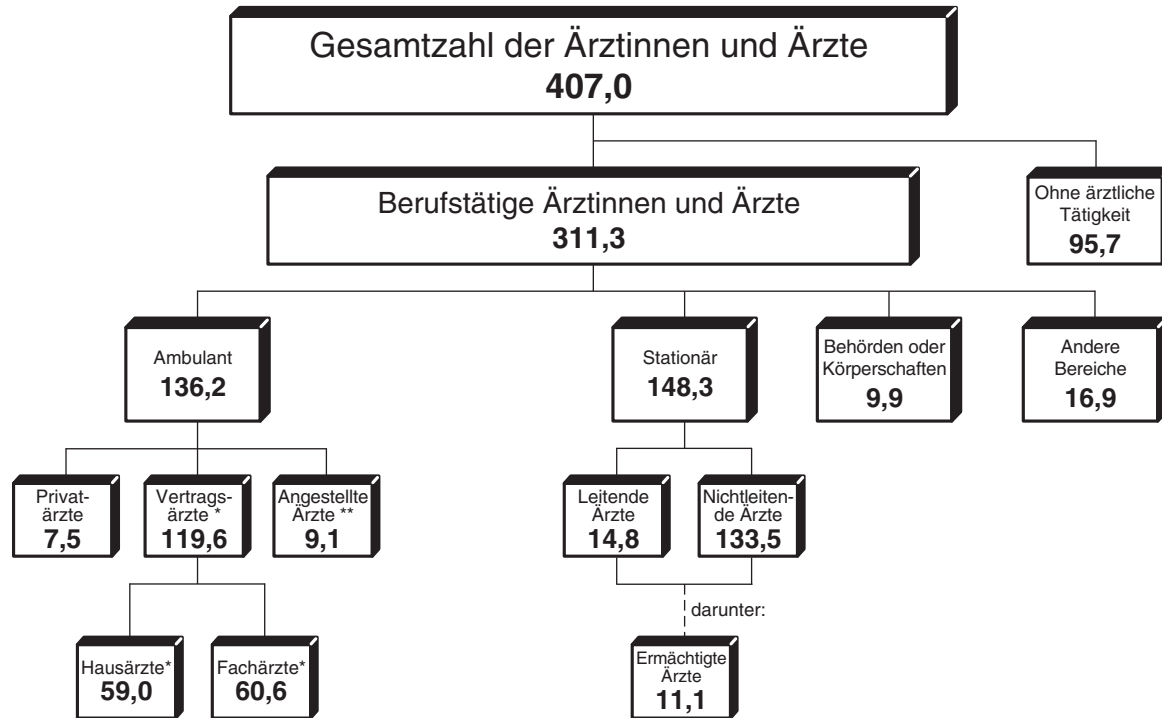 Gesamtzahl der Ärztinnen und Ärzte
407,0
Berufstätige Ärztinnen und Ärzte
311,3
Ohne ärztliche
Tätigkeit
95,7
Ambulant
136,2
Stationär
148,3
Behörden oder
Körperschaften
9,9
Andere
Bereiche
16,9
Privat-
ärzte
7,5
Vertrags-
ärzte *
119,6
Angestellte
Ärzte **
9,1
Leitende
Ärzte
14,8
Nichtleiten-
de Ärzte
133,5
darunter:
Hausärzte*
59,0
Fachärzte*
60,6
Ermächtigte
Ärzte
11,1